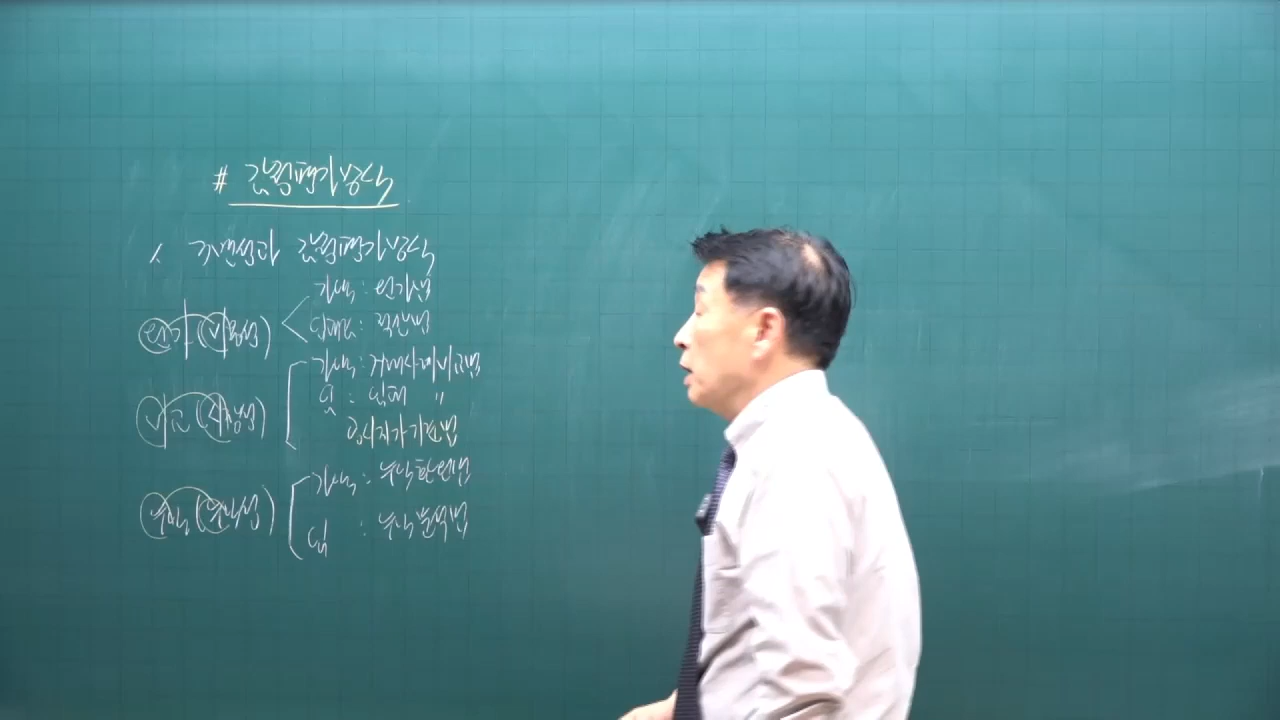 # 감정평가방식
1. 3면성과 감정평가방식
원가 (비용성)
가액 : 원가법
임대료 : 적산법
비교 (시장성)
가액 : 거래사례비교법
임 : 임대 〃
공시지가기준법
수익 (수익성)
가액 : 수익환원법
임 : 수익분석법